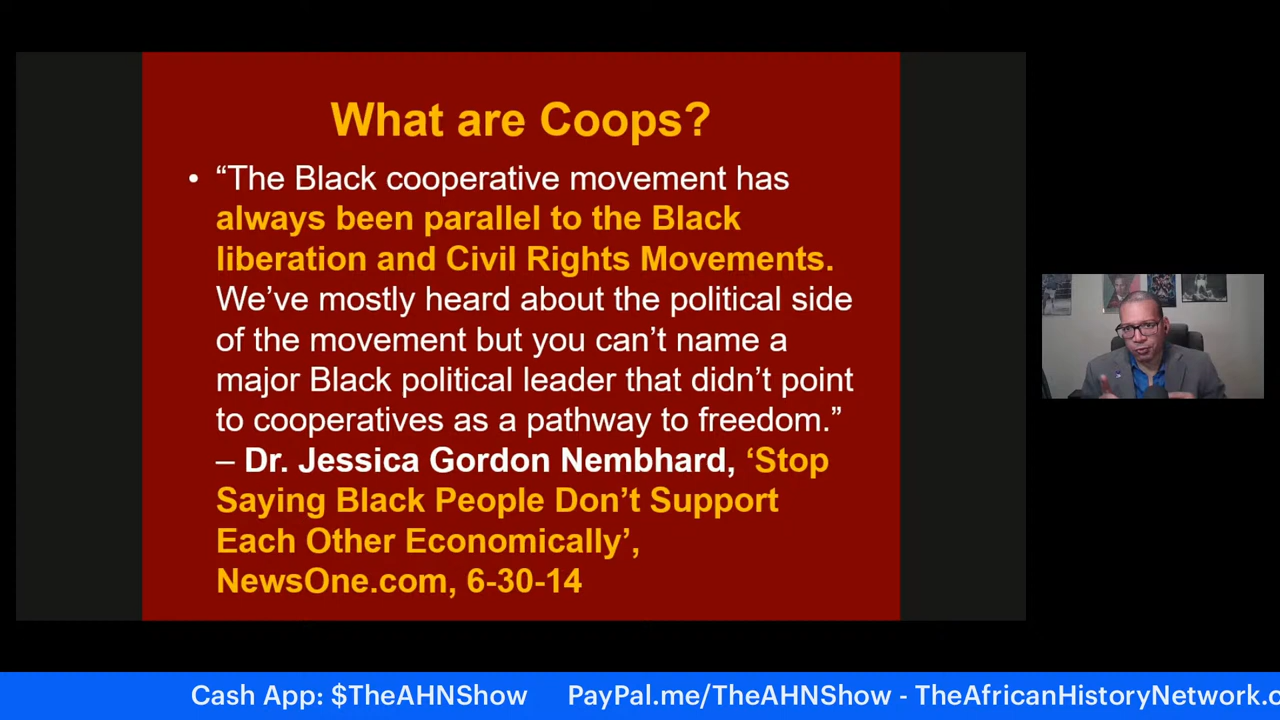 What are Coops?
• “The Black cooperative movement has
always been parallel to the Black
liberation and Civil Rights Movements.
We’ve mostly heard about the political side
of the movement but you can’t name a
major Black political leader that didn’t point
to cooperatives as a pathway to freedom.”
– Dr. Jessica Gordon Nembhard, ‘Stop
Saying Black People Don’t Support
Each Other Economically’,
NewsOne.com, 6-30-14
Cash App: $TheAHNShow PayPal.me/TheAHNShow - TheAfricanHistoryNetwork.c